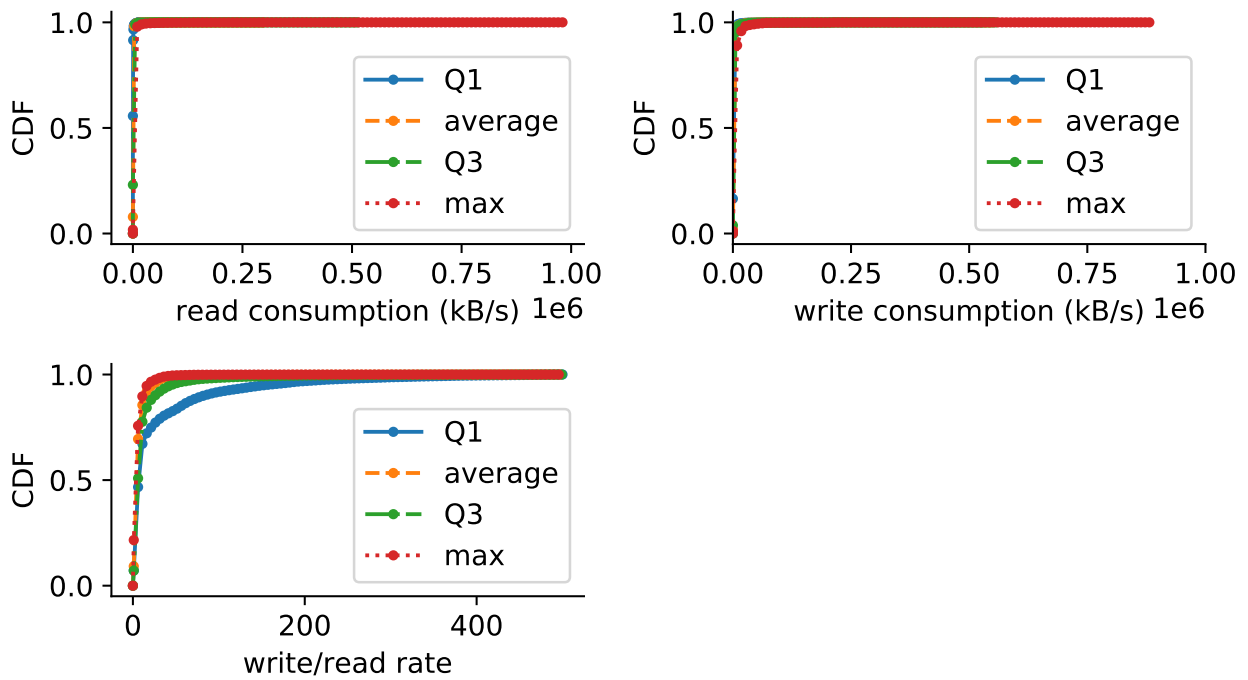 CDF
1.0
0.5
0.0
Q1
average
Q3
max
0.00 0.25 0.50 0.75 1.00
read consumption (kB/s) 1e6
CDF
1.0
0.5
0.0
Q1
average
Q3
max
0.00 0.25 0.50 0.75 1.00
write consumption (kB/s) 1e6
CDF
1.0
0.5
0.0
Q1
average
Q3
max
0 200 400
write/read rate